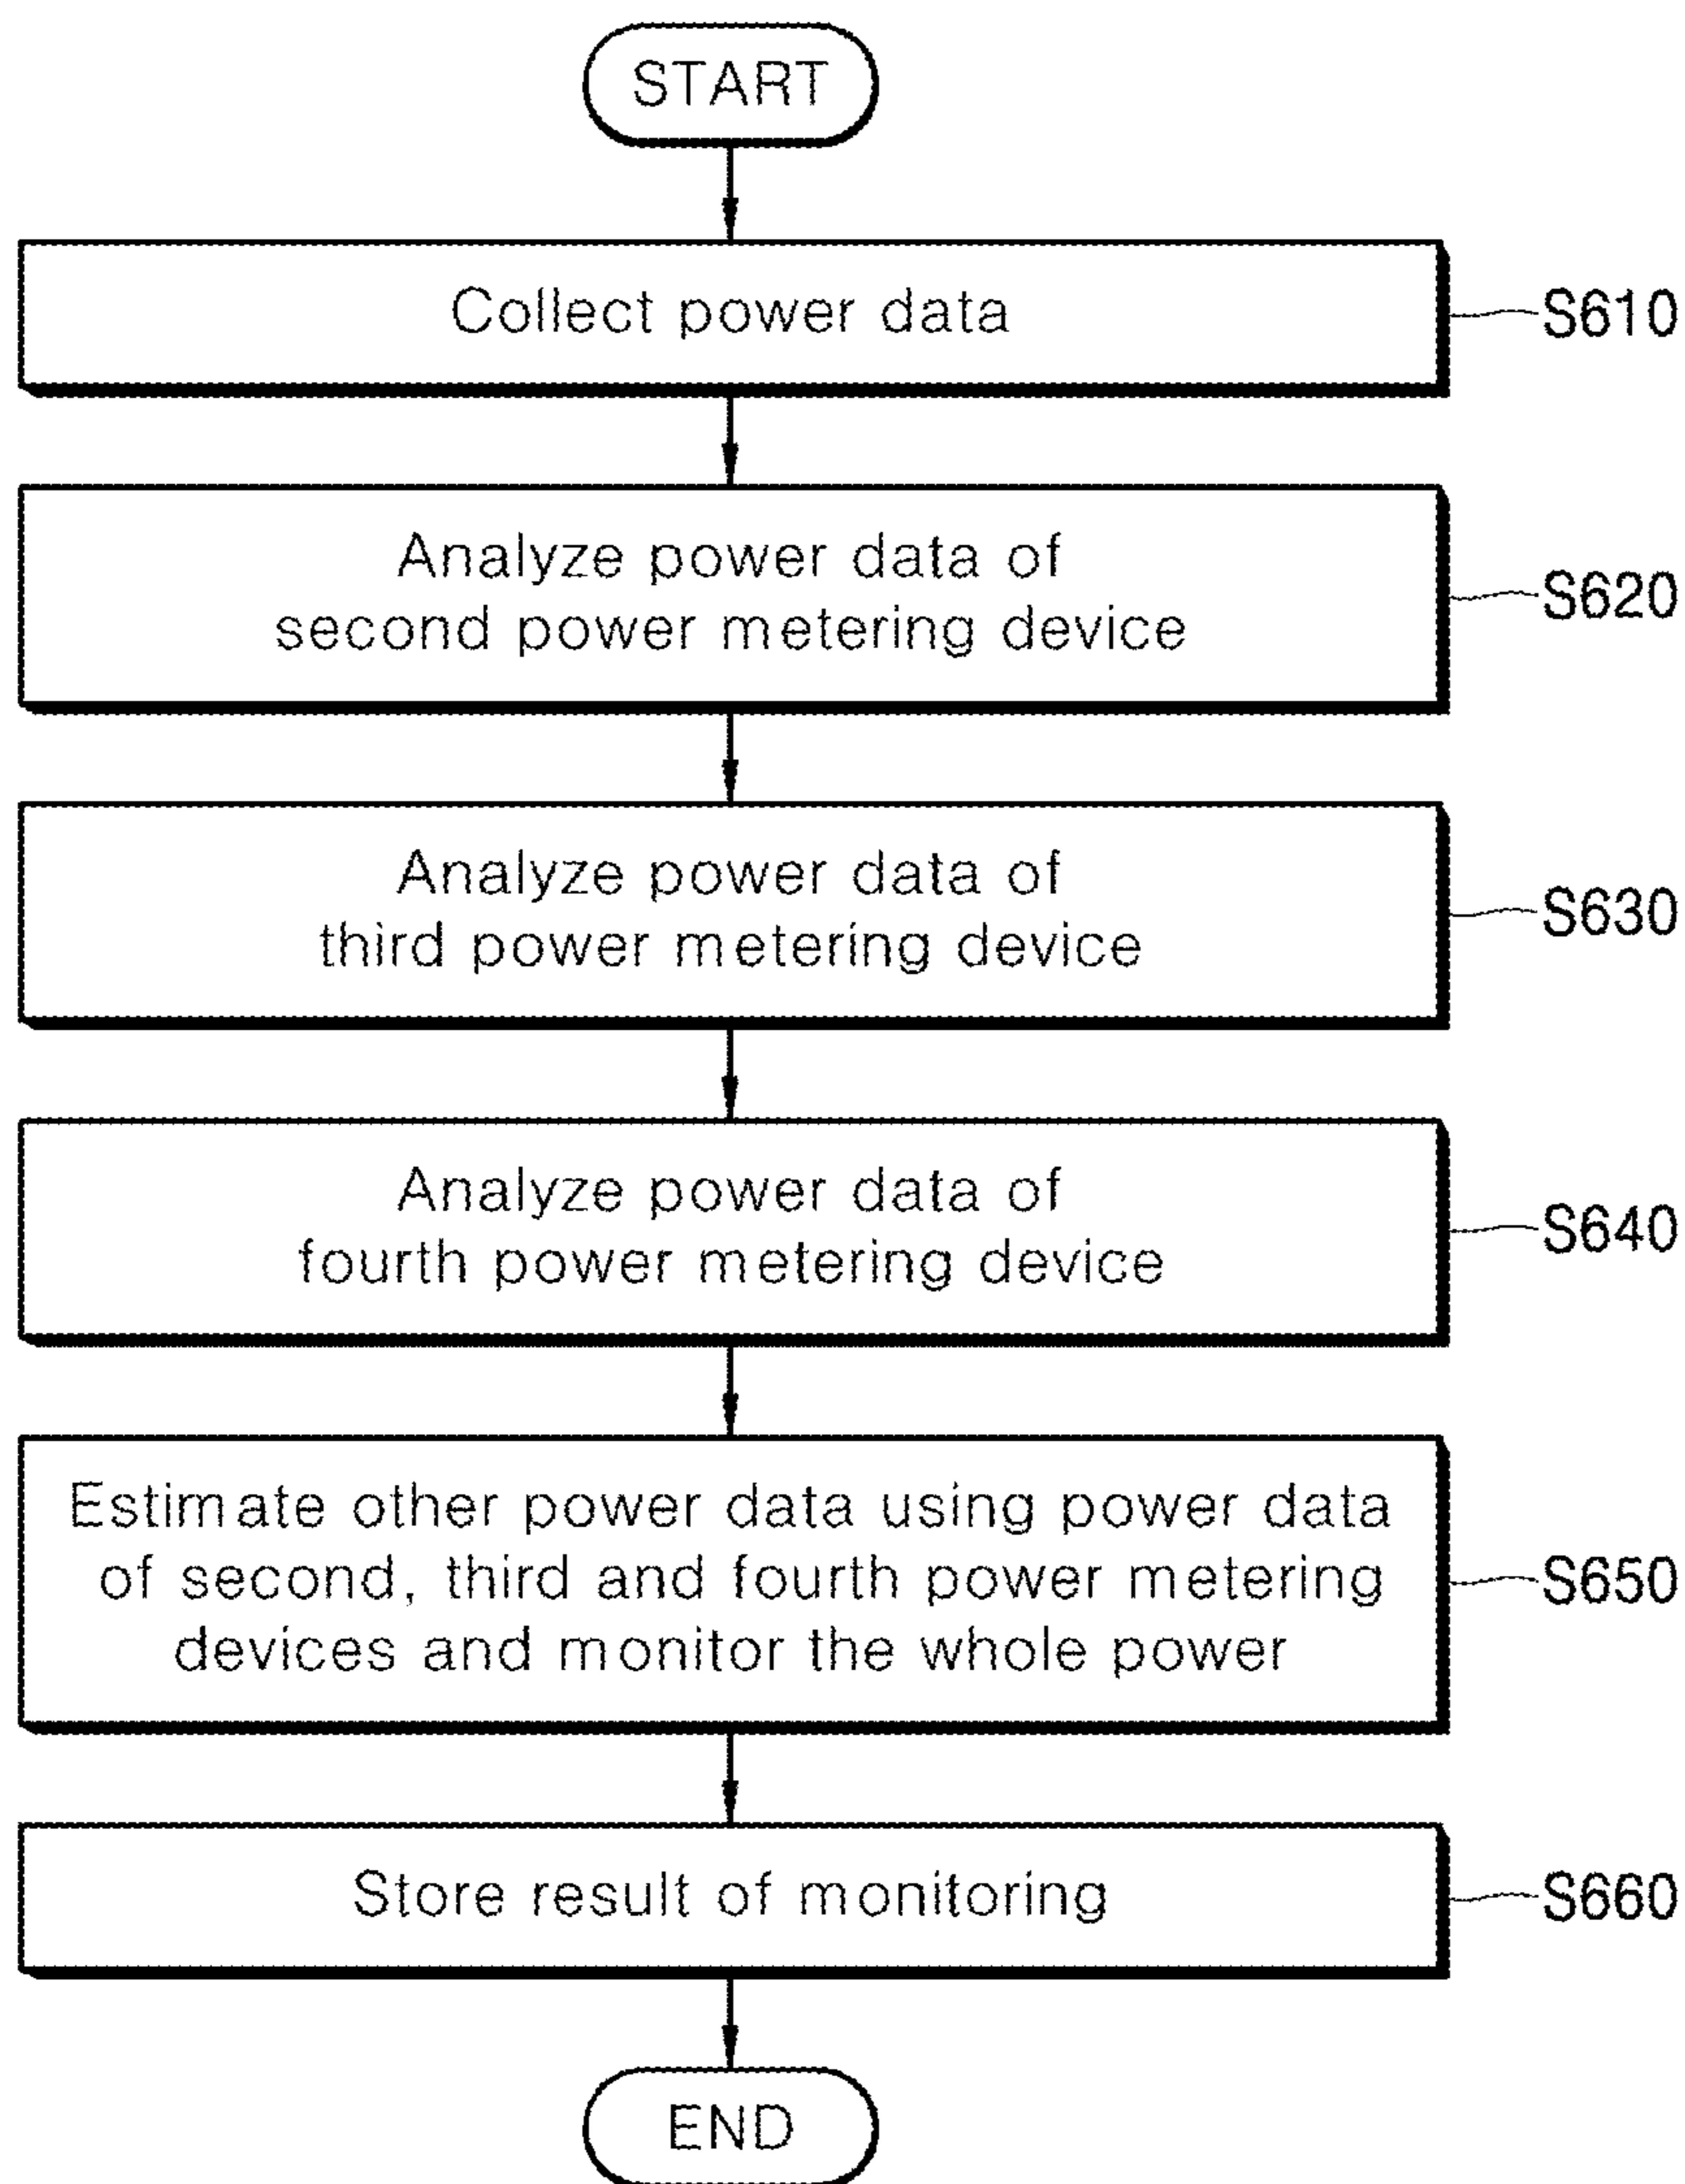 START
Collect power data
S610
Analyze power data of
second power metering device
S620
Analyze power data of
third power metering device
S630
Analyze power data of
fourth power metering device
S640
Estimate other power data using power data
of second, third and fourth power metering
devices and monitor the whole power
S650
Store result of monitoring
S660
END